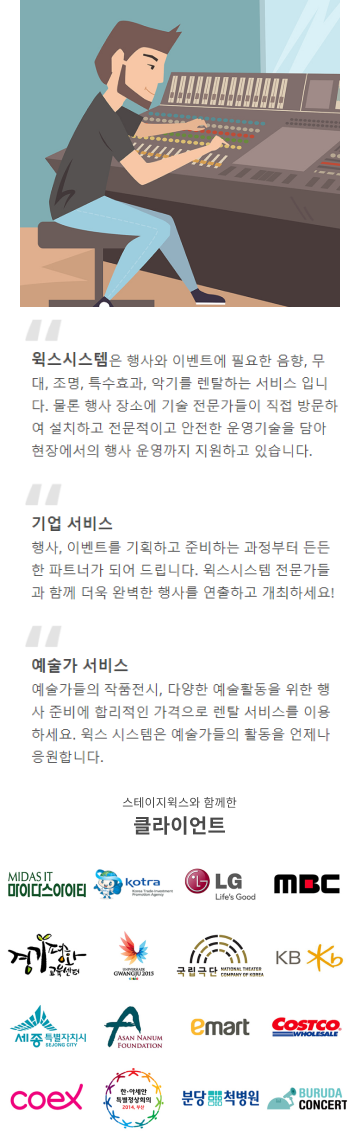 윅스시스템은 행사와 이벤트에 필요한 음향, 무
대, 조명, 특수효과, 악기를 렌탈하는 서비스 입니
다. 물론 행사 장소에 기술 전문가들이 직접 방문하
여 설치하고 전문적이고 안전한 운영기술을 담아
현장에서의 행사 운영까지 지원하고 있습니다.
기업 서비스
행사, 이벤트를 기획하고 준비하는 과정부터 든든
한 파트너가 되어 드립니다. 윅스시스템 전문가들
과 함께 더욱 완벽한 행사를 연출하고 개최하세요!
예술가 서비스
예술가들의 작품전시, 다양한 예술활동을 위한 행
사 준비에 합리적인 가격으로 렌탈 서비스를 이용
하세요. 윅스 시스템은 예술가들의 활동을 언제나
응원합니다.
스테이지윅스와 함께한
클라이언트
MIDAS IT
마이다스아이티
kotra
Korea Trade-Investment
Promotion Agency
LG
Life's Good
MBC
경기평생
교육센터
UNIVERSIADE
GWANGJU 2015
국립극단 NATIONAL THEATER
COMPANY OF KOREA
KB
세종특별자치시
SEJONG CITY
ASAN NANUM
FOUNDATION
emart
COSTCO
WHOLESALE
coex
한·아세안
특별정상회의
2014, 부산
분당척병원
BURUDA
CONCERT